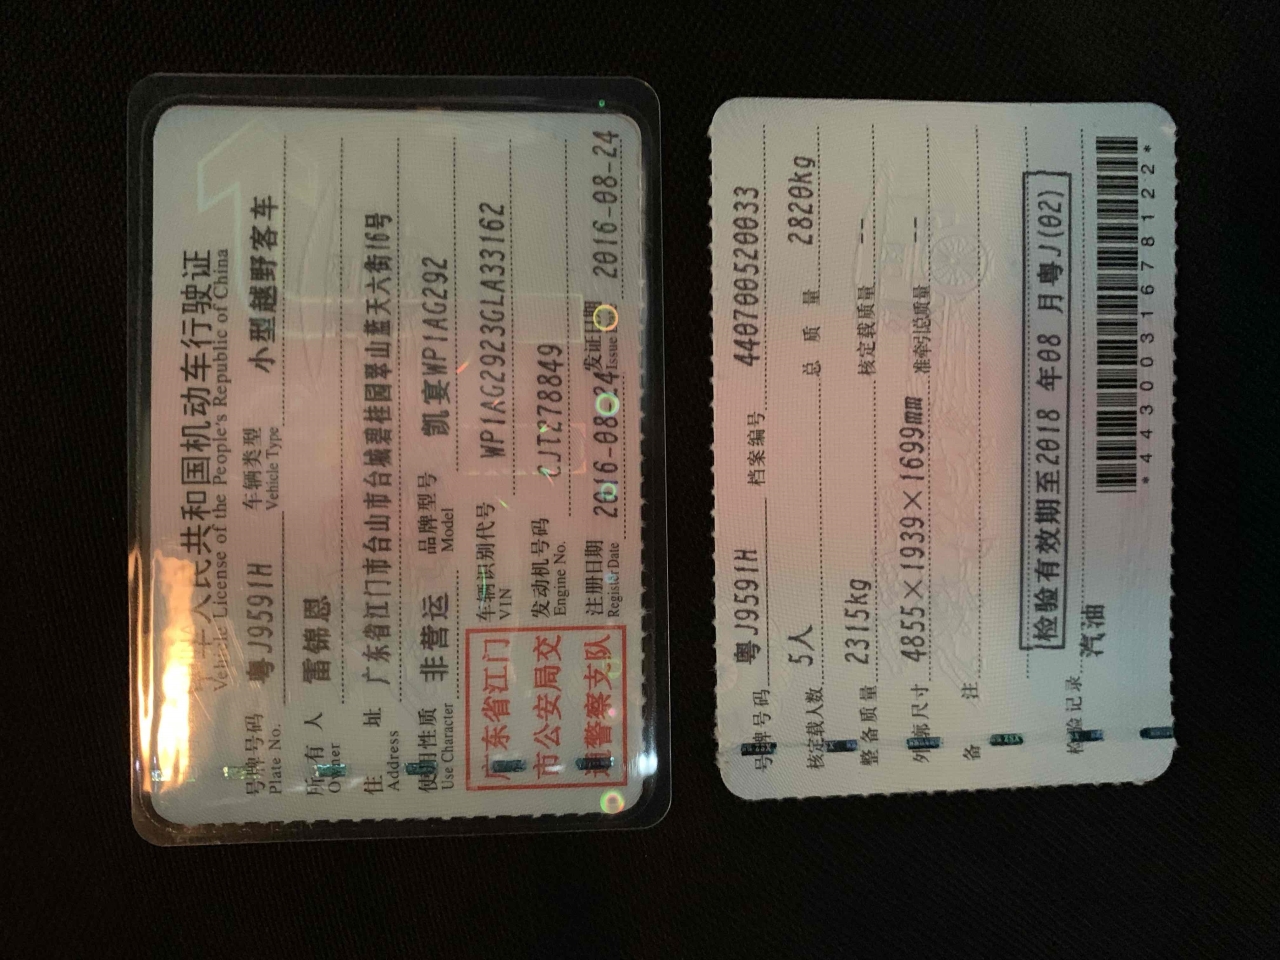 中华人民共和国机动车行驶证
Vehicle License of the People's Republic of China
号牌号码 粤J9591H 车辆类型 小型越野客车
Plate No. Vehicle Type
所有人 雷锦恩
Owner
住址 广东省江门市台山市台城碧桂园翠山蓝天六街16号
Address
使用性质 非营运 品牌型号 凯宴WP1AG292
Use Character Model
广东省江门
市公安局交
通警察支队
车辆识别代号 WP1AG2923GLA33162
VIN
发动机号码 CJT278849
Engine No.
注册日期 2016-08-24 发证日期 2016-08-24
Register Date Issue Date
号牌号码 粤J9591H 档案编号 440700520033
核定载人数 5人 总质量 2820kg
整备质量 2315kg 核定载质量 --
外廓尺寸 4855×1939×1699mm 准牵引总质量 --
备注
检验有效期至2018年08月粤J(02)
检验记录 汽油
*4430031678122*